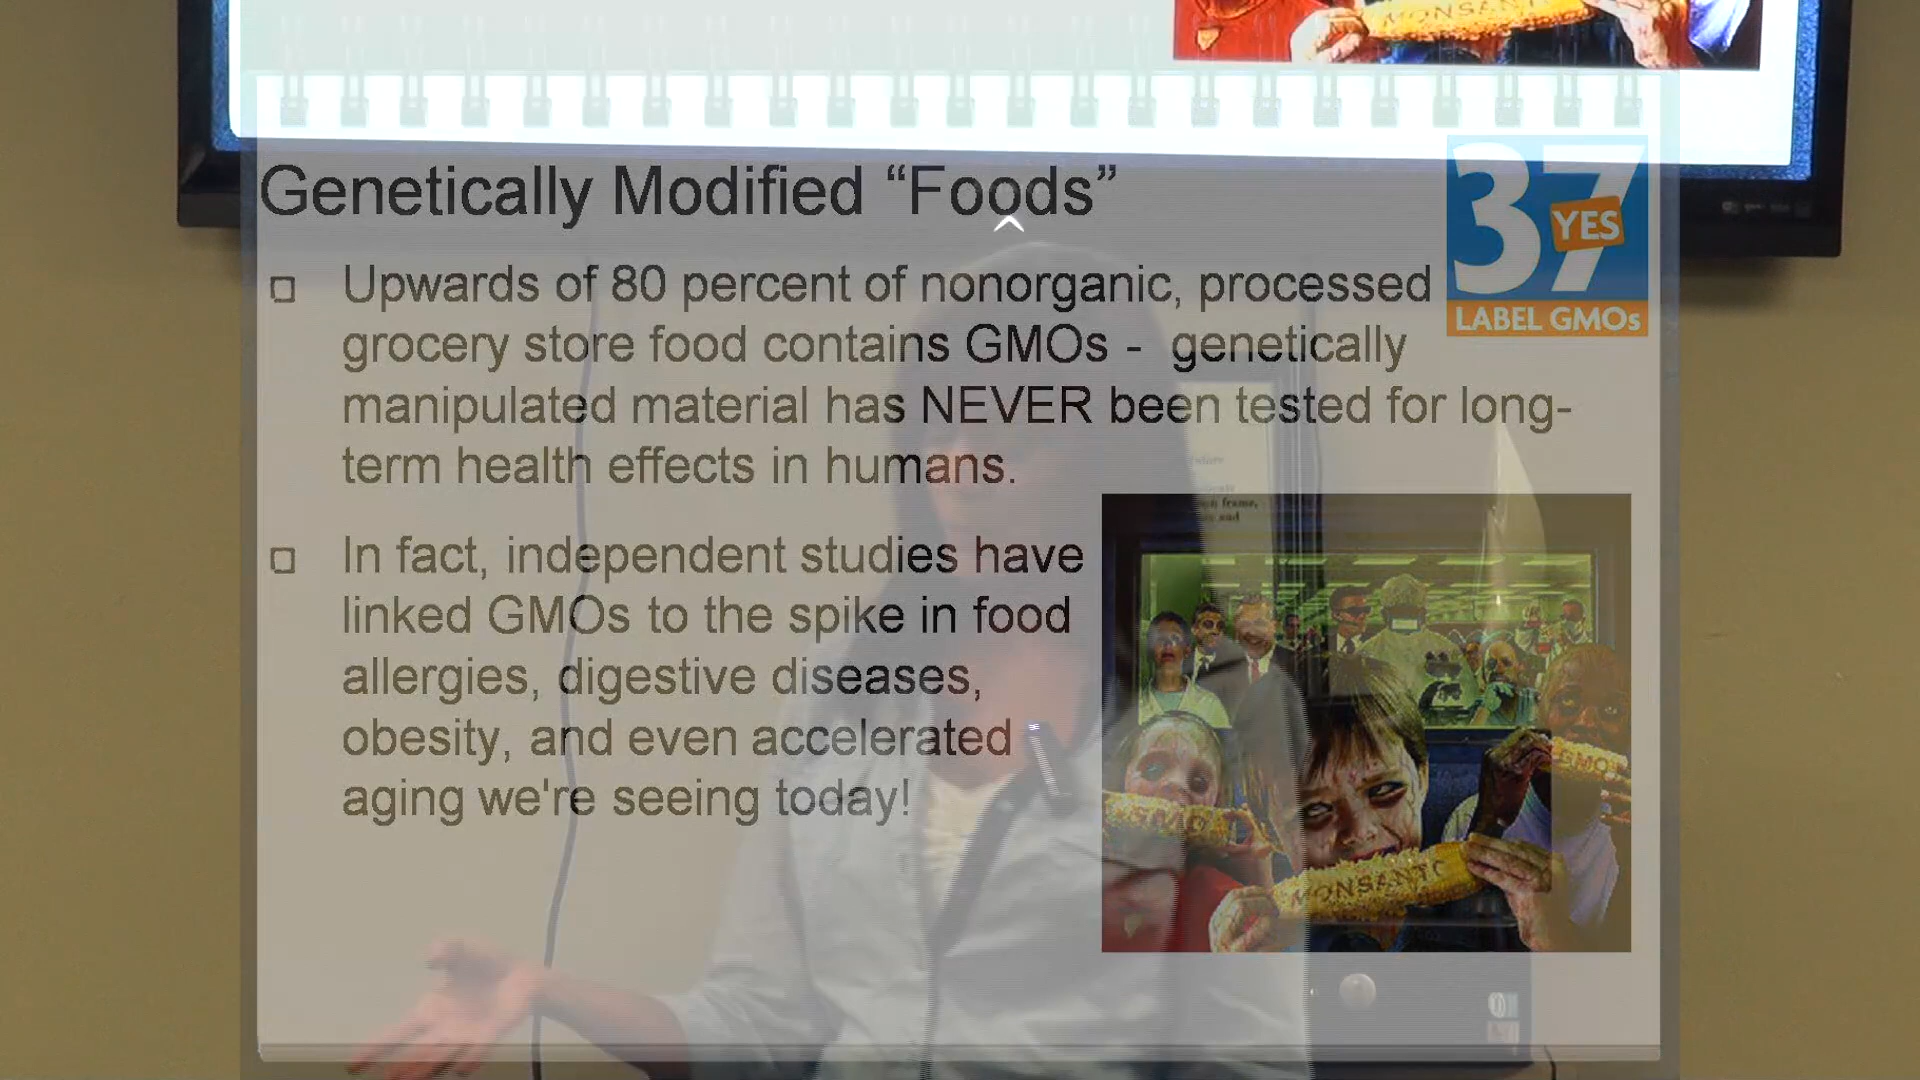 MONSANTO
Genetically Modified “Foods”
37
YES
LABEL GMOs
Upwards of 80 percent of nonorganic, processed
grocery store food contains GMOs - genetically
manipulated material has NEVER been tested for long-
term health effects in humans.
In fact, independent studies have
linked GMOs to the spike in food
allergies, digestive diseases,
obesity, and even accelerated
aging we're seeing today!
GMO
GMO
MONSANTO